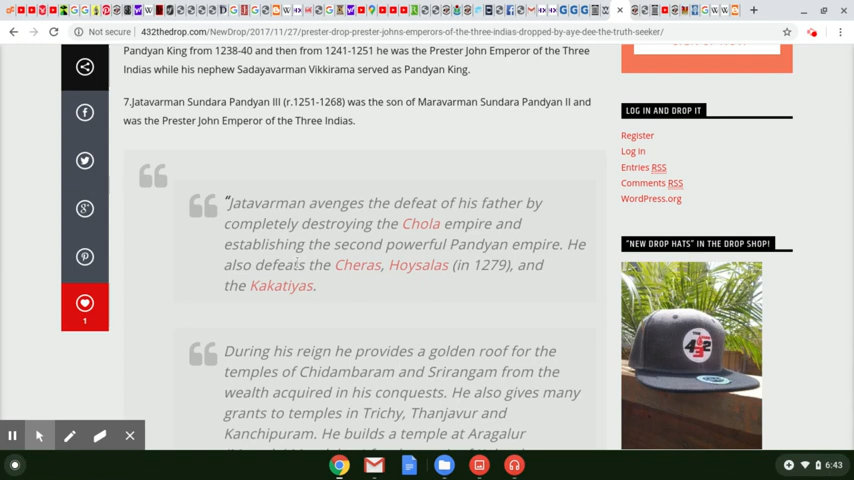 Not secure
432thedrop.com/NewDrop/2017/11/27/prester-drop-prester-johns-emperors-of-the-three-indias-dropped-by-aye-dee-the-truth-seeker/
Pandyan King from 1238-40 and then from 1241-1251 he was the Prester John Emperor of the Three
Indias while his nephew Sadayavarman Vikkirama served as Pandyan King.
7.Jatavarman Sundara Pandyan III (r.1251-1268) was the son of Maravarman Sundara Pandyan II and
was the Prester John Emperor of the Three Indias.
“Jatavarman avenges the defeat of his father by
completely destroying the Chola empire and
establishing the second powerful Pandyan empire. He
also defeats the Cheras, Hoysalas (in 1279), and
the Kakatiyas.
During his reign he provides a golden roof for the
temples of Chidambaram and Srirangam from the
wealth acquired in his conquests. He also gives many
grants to temples in Trichy, Thanjavur and
Kanchipuram. He builds a temple at Aragalur
1
LOG IN AND DROP IT
Register
Log in
Entries RSS
Comments RSS
WordPress.org
"NEW DROP HATS" IN THE DROP SHOP!
432
6:43